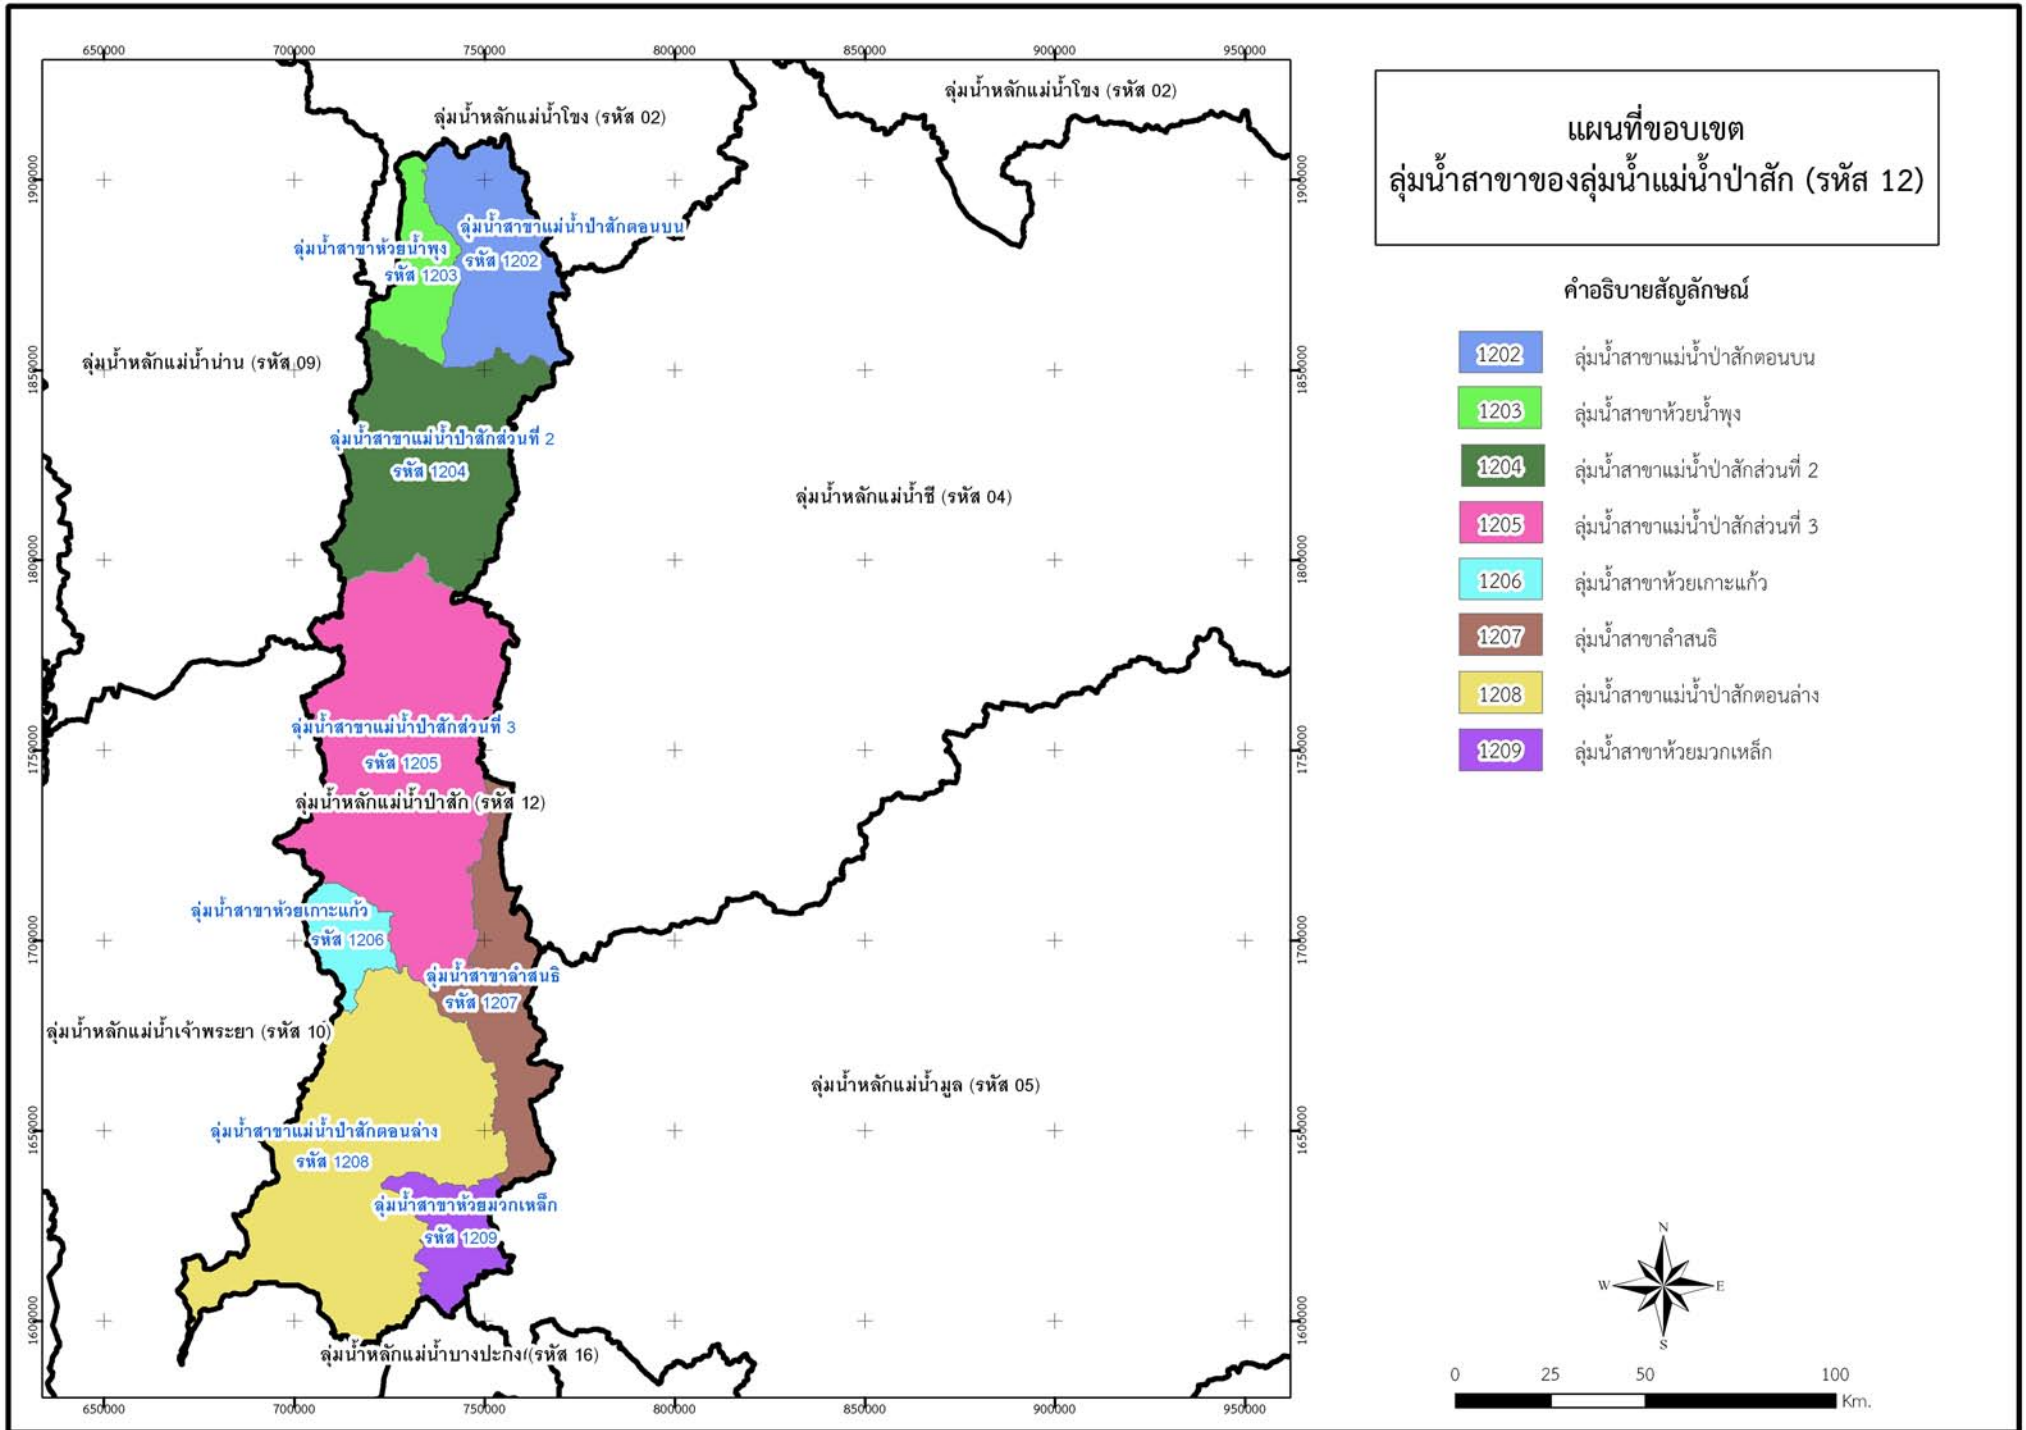 แผนที่ขอบเขต
ลุ่มน้ำสาขาของลุ่มน้ำแม่น้ำป่าสัก (รหัส 12)
คำอธิบายสัญลักษณ์
1202 ลุ่มน้ำสาขาแม่น้ำป่าสักตอนบน
1203 ลุ่มน้ำสาขาห้วยน้ำพุง
1204 ลุ่มน้ำสาขาแม่น้ำป่าสักส่วนที่ 2
1205 ลุ่มน้ำสาขาแม่น้ำป่าสักส่วนที่ 3
1206 ลุ่มน้ำสาขาห้วยเกาะแก้ว
1207 ลุ่มน้ำสาขาลำสนธิ
1208 ลุ่มน้ำสาขาแม่น้ำป่าสักตอนล่าง
1209 ลุ่มน้ำสาขาห้วยมวกเหล็ก
650000 700000 750000 800000 850000 900000 950000
ลุ่มน้ำหลักแม่น้ำโขง (รหัส 02)
ลุ่มน้ำหลักแม่น้ำโขง (รหัส 02)
1900000 1900000
ลุ่มน้ำสาขาแม่น้ำป่าสักตอนบน
รหัส 1202
ลุ่มน้ำสาขาห้วยน้ำพุง
รหัส 1203
ลุ่มน้ำหลักแม่น้ำน่าน (รหัส 09)
1850000 1850000
ลุ่มน้ำสาขาแม่น้ำป่าสักส่วนที่ 2
รหัส 1204
ลุ่มน้ำหลักแม่น้ำชี (รหัส 04)
1800000 1800000
ลุ่มน้ำสาขาแม่น้ำป่าสักส่วนที่ 3
รหัส 1205
1750000 1750000
ลุ่มน้ำหลักแม่น้ำป่าสัก (รหัส 12)
ลุ่มน้ำสาขาห้วยเกาะแก้ว
รหัส 1206
1700000 1700000
ลุ่มน้ำสาขาลำสนธิ
รหัส 1207
ลุ่มน้ำหลักแม่น้ำเจ้าพระยา (รหัส 10)
ลุ่มน้ำหลักแม่น้ำมูล (รหัส 05)
1650000 1650000
ลุ่มน้ำสาขาแม่น้ำป่าสักตอนล่าง
รหัส 1208
ลุ่มน้ำสาขาห้วยมวกเหล็ก
รหัส 1209
1600000 1600000
ลุ่มน้ำหลักแม่น้ำบางปะกง (รหัส 16)
650000 700000 750000 800000 850000 900000 950000
N
W E
S
0 25 50 100
Km.